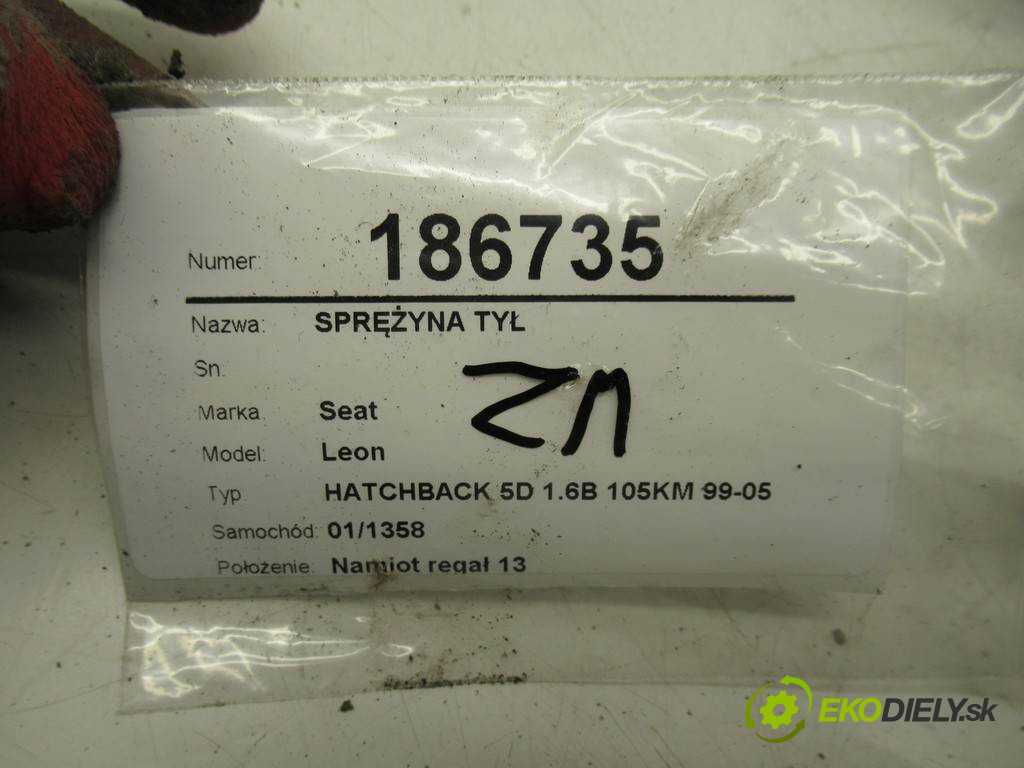 Numer: 186735
Nazwa: SPRĘŻYNA TYŁ
Sn.
ZM
Marka Seat
Model: Leon
Typ HATCHBACK 5D 1.6B 105KM 99-05
Samochód: 01/1358
Położenie: Namiot regał 13
EKODIELY.sk